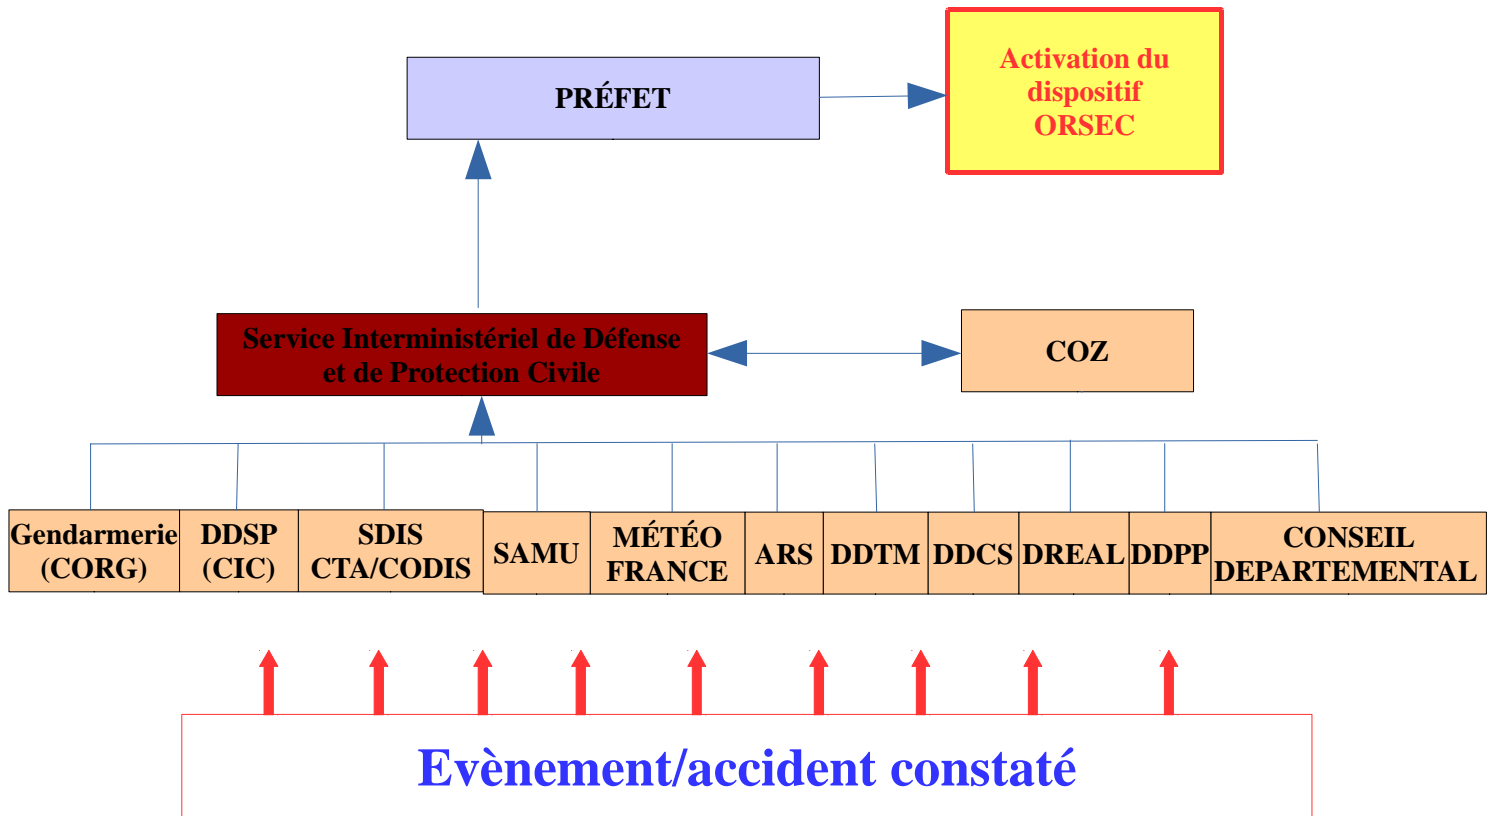 Activation du
dispositif
ORSEC
PRÉFET
Service Interministériel de Défense
et de Protection Civile
COZ
Gendarmerie
(CORG)
DDSP
(CIC)
SDIS
CTA/CODIS
SAMU
MÉTÉO
FRANCE
ARS
DDTM
DDCS
DREAL
DDPP
CONSEIL
DEPARTEMENTAL
Evènement/accident constaté